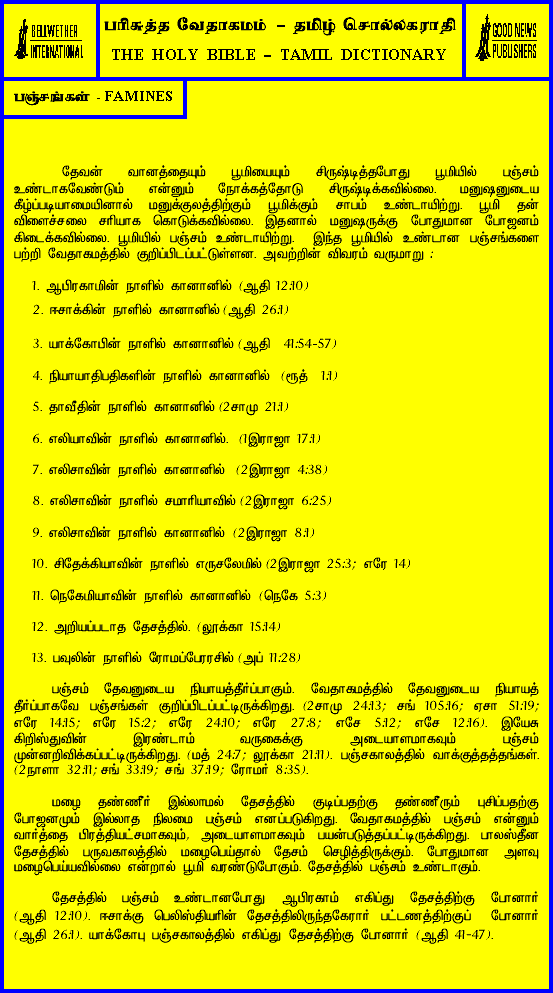 BELLWETHER
INTERNATIONAL
பரிசுத்த வேதாகமம் – தமிழ் சொல்லகராதி
THE HOLY BIBLE – TAMIL DICTIONARY
GOOD NEWS
PUBLISHERS
பஞ்சங்கள் - FAMINES
தேவன் வானத்தையும் பூமியையும் சிருஷ்டித்தபோது பூமியில் பஞ்சம்
உண்டாகவேண்டும் என்னும் நோக்கத்தோடு சிருஷ்டிக்கவில்லை. மனுஷனுடைய
கீழ்ப்படியாமையினால் மனுக்குலத்திற்கும் பூமிக்கும் சாபம் உண்டாயிற்று. பூமி தன்
விளைச்சலை சரியாக கொடுக்கவில்லை. இதனால் மனுஷருக்கு போதுமான போஜனம்
கிடைக்கவில்லை. பூமியில் பஞ்சம் உண்டாயிற்று. இந்த பூமியில் உண்டான பஞ்சங்களை
பற்றி வேதாகமத்தில் குறிப்பிடப்பட்டுள்ளன. அவற்றின் விவரம் வருமாறு :
1. ஆபிரகாமின் நாளில் கானானில் (ஆதி 12:10)
2. ஈசாக்கின் நாளில் கானானில் (ஆதி 26:1)
3. யாக்கோபின் நாளில் கானானில் (ஆதி 41:54-57)
4. நியாயாதிபதிகளின் நாளில் கானானில் (ரூத் 1:1)
5. தாவீதின் நாளில் கானானில் (2சாமு 21:1)
6. எலியாவின் நாளில் கானானில். (1இராஜா 17:1)
7. எலிசாவின் நாளில் கானானில் (2இராஜா 4:38)
8. எலிசாவின் நாளில் சமாரியாவில் (2இராஜா 6:25)
9. எலிசாவின் நாளில் கானானில் (2இராஜா 8:1)
10. சிதேக்கியாவின் நாளில் எருசலேமில் (2இராஜா 25:3; எரே 14)
11. நெகேமியாவின் நாளில் கானானில் (நெகே 5:3)
12. அறியப்படாத தேசத்தில். (லூக்கா 15:14)
13. பவுலின் நாளில் ரோமப்பேரரசில் (அப் 11:28)
பஞ்சம் தேவனுடைய நியாயத்தீர்ப்பாகும். வேதாகமத்தில் தேவனுடைய நியாயத்
தீர்ப்பாகவே பஞ்சங்கள் குறிப்பிடப்பட்டிருக்கிறது. (2சாமு 24:13; சங் 105:16; ஏசா 51:19;
எரே 14:15; எரே 15:2; எரே 24:10; எரே 27:8; எசே 5:12; எசே 12:16). இயேசு
கிறிஸ்துவின் இரண்டாம் வருகைக்கு அடையாளமாகவும் பஞ்சம்
முன்னறிவிக்கப்பட்டிருக்கிறது. (மத் 24:7; லூக்கா 21:11). பஞ்சகாலத்தில் வாக்குத்தத்தங்கள்.
(2நாளா 32:11; சங் 33:19; சங் 37:19; ரோமர் 8:35).
மழை தண்ணீர் இல்லாமல் தேசத்தில் குடிப்பதற்கு தண்ணீரும் புசிப்பதற்கு
போஜனமும் இல்லாத நிலமை பஞ்சம் எனப்படுகிறது. வேதாகமத்தில் பஞ்சம் என்னும்
வார்த்தை பிரத்தியட்சமாகவும், அடையாளமாகவும் பயன்படுத்தப்பட்டிருக்கிறது. பாலஸ்தீன
தேசத்தில் பருவகாலத்தில் மழைபெய்தால் தேசம் செழித்திருக்கும். போதுமான அளவு
மழைபெய்யவில்லை என்றால் பூமி வரண்டுபோகும். தேசத்தில் பஞ்சம் உண்டாகும்.
தேசத்தில் பஞ்சம் உண்டானபோது ஆபிரகாம் எகிப்து தேசத்திற்கு போனார்
(ஆதி 12:10). ஈசாக்கு பெலிஸ்தியரின் தேசத்திலிருந்தகேரார் பட்டணத்திற்குப் போனார்
(ஆதி 26:1). யாக்கோபு பஞ்சகாலத்தில் எகிப்து தேசத்திற்கு போனார் (ஆதி 41-47).